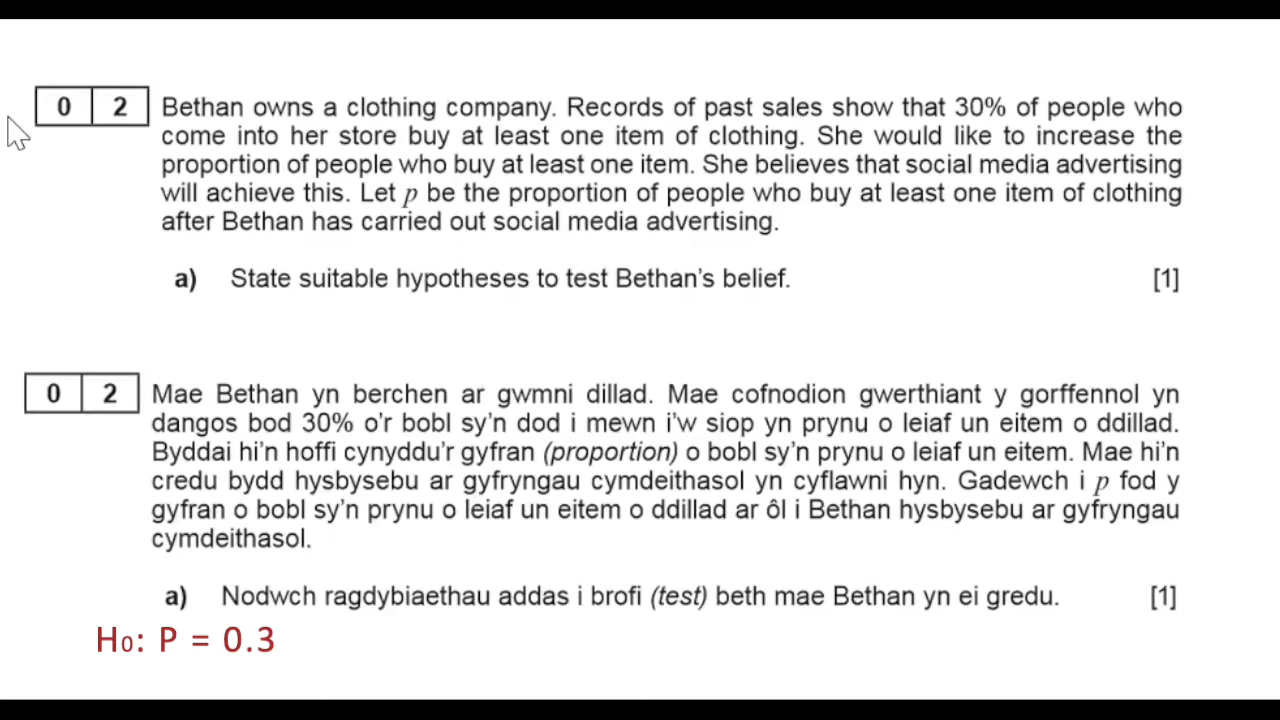 0 2 Bethan owns a clothing company. Records of past sales show that 30% of people who
come into her store buy at least one item of clothing. She would like to increase the
proportion of people who buy at least one item. She believes that social media advertising
will achieve this. Let p be the proportion of people who buy at least one item of clothing
after Bethan has carried out social media advertising.
a) State suitable hypotheses to test Bethan's belief. [1]
0 2 Mae Bethan yn berchen ar gwmni dillad. Mae cofnodion gwerthiant y gorffennol yn
dangos bod 30% o'r bobl sy'n dod i mewn i'w siop yn prynu o leiaf un eitem o ddillad.
Byddai hi'n hoffi cynyddu'r gyfran (proportion) o bobl sy'n prynu o leiaf un eitem. Mae hi'n
credu bydd hysbysebu ar gyfryngau cymdeithasol yn cyflawni hyn. Gadewch i p fod y
gyfran o bobl sy'n prynu o leiaf un eitem o ddillad ar ôl i Bethan hysbysebu ar gyfryngau
cymdeithasol.
a) Nodwch ragdybiaethau addas i brofi (test) beth mae Bethan yn ei gredu. [1]
H₀: P = 0.3